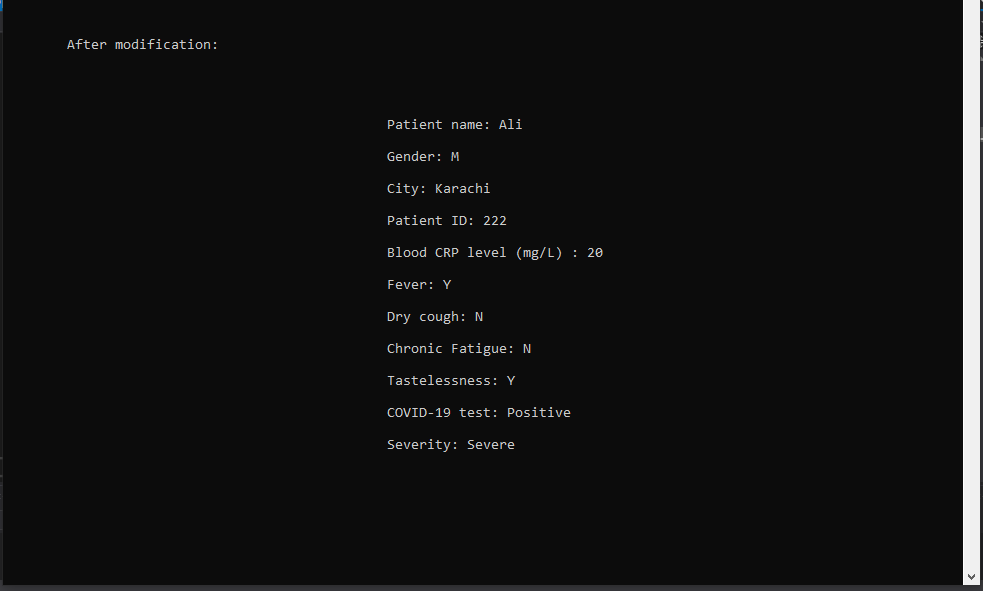 After modification:
Patient name: Ali
Gender: M
City: Karachi
Patient ID: 222
Blood CRP level (mg/L) : 20
Fever: Y
Dry cough: N
Chronic Fatigue: N
Tastelessness: Y
COVID-19 test: Positive
Severity: Severe